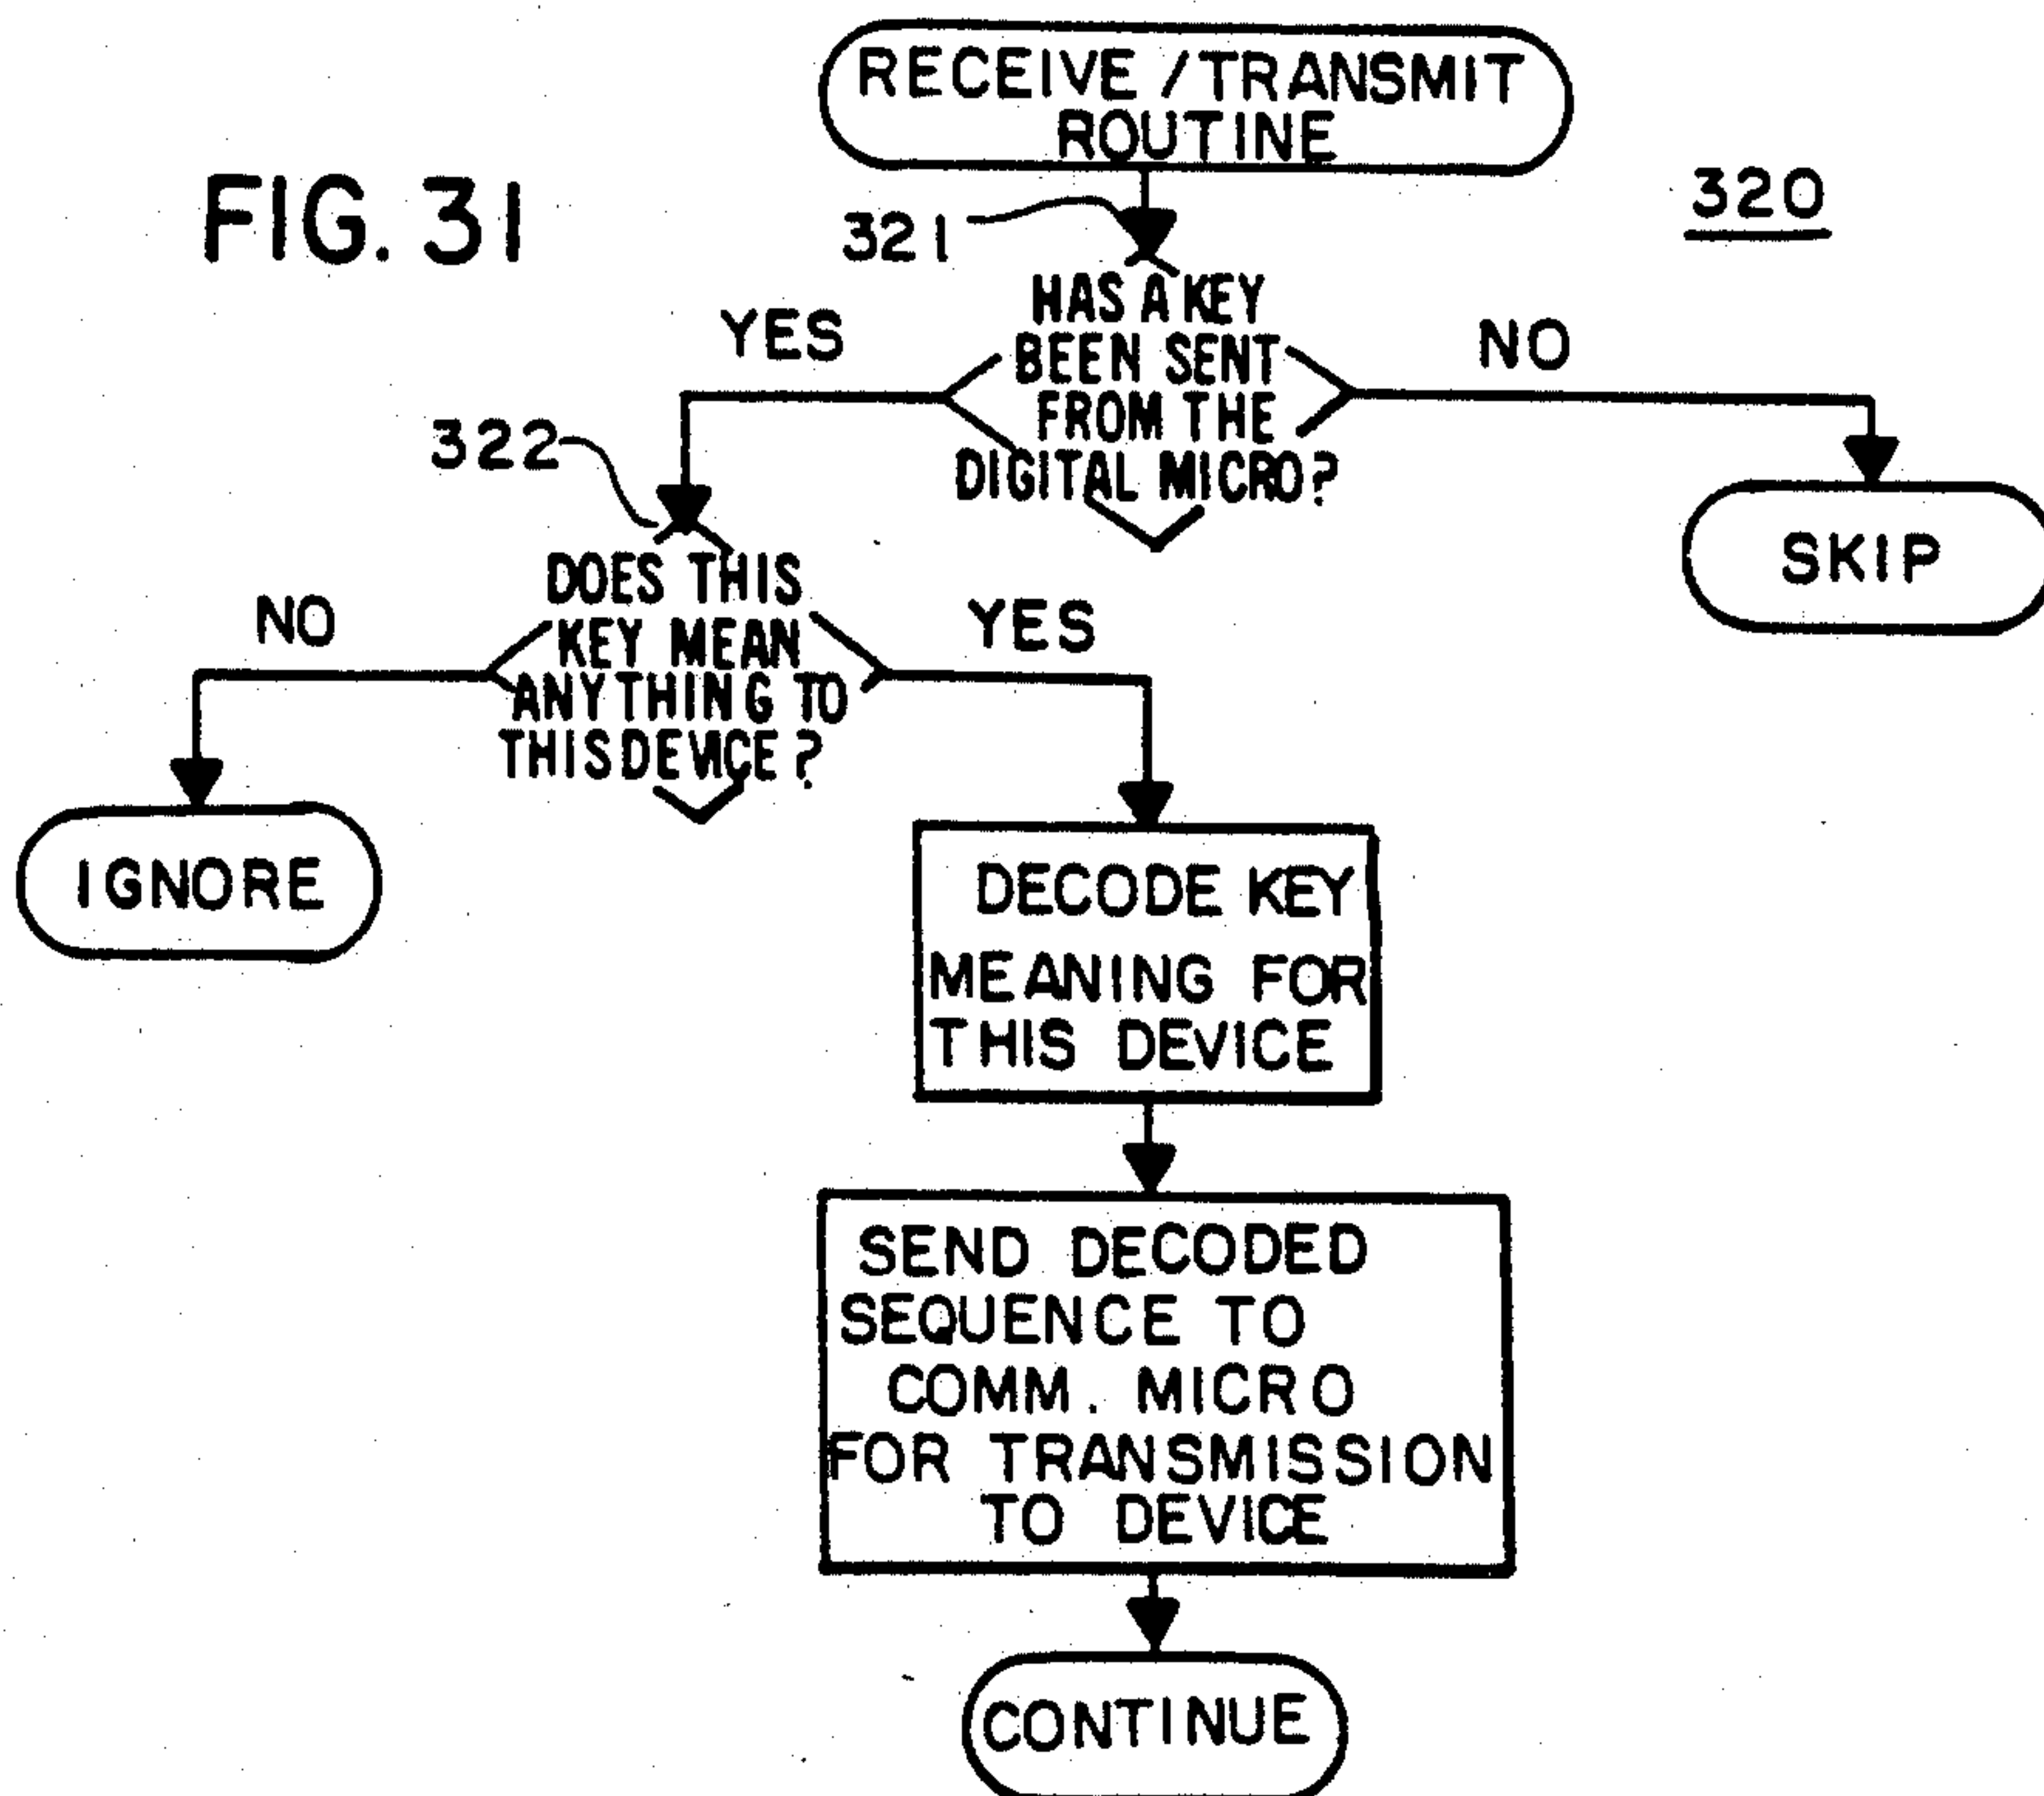 RECEIVE / TRANSMIT
ROUTINE
FIG. 31
320
321
HAS A KEY
BEEN SENT
FROM THE
DIGITAL MICRO?
YES
NO
322
SKIP
DOES THIS
KEY MEAN
ANYTHING TO
THIS DEVICE?
NO
YES
IGNORE
DECODE KEY
MEANING FOR
THIS DEVICE
SEND DECODED
SEQUENCE TO
COMM. MICRO
FOR TRANSMISSION
TO DEVICE
CONTINUE